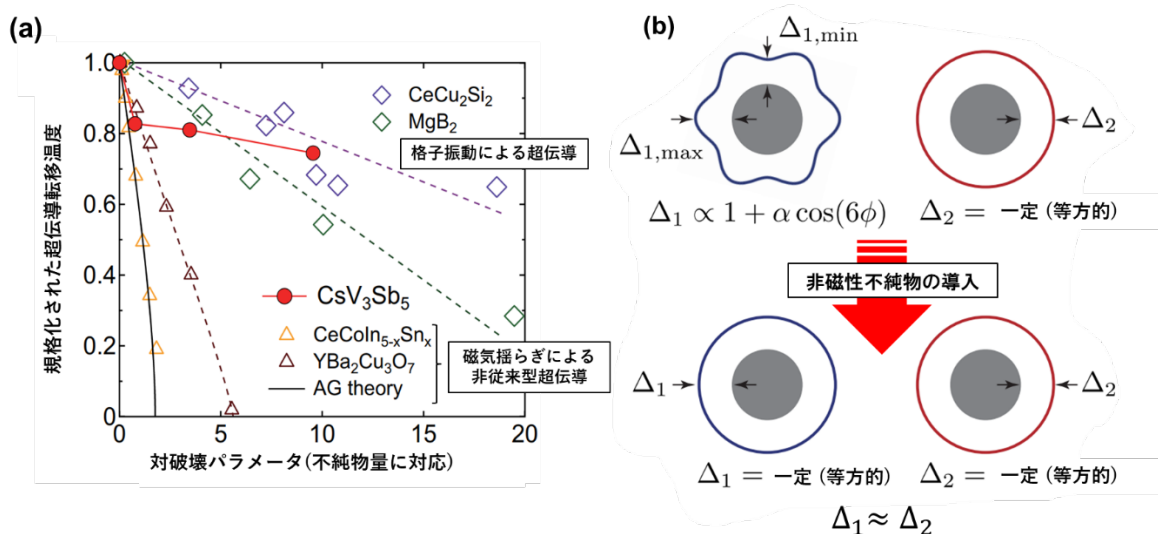 (a)
規格化された超伝導転移温度
1.0
0.8
0.6
0.4
0.2
0
0
5
10
15
20
対破壊パラメータ(不純物量に対応)
CeCu₂Si₂
MgB₂
格子振動による超伝導
CsV₃Sb₅
CeCoIn₅₋ₓSnₓ
YBa₂Cu₃O₇
AG theory
磁気揺らぎによる
非従来型超伝導
(b)
Δ₁,min
Δ₁,max
Δ₂
Δ₁ ∝ 1 + α cos(6φ)
Δ₂ = 一定 (等方的)
非磁性不純物の導入
Δ₁
Δ₂
Δ₁ = 一定 (等方的)
Δ₂ = 一定 (等方的)
Δ₁ ≈ Δ₂